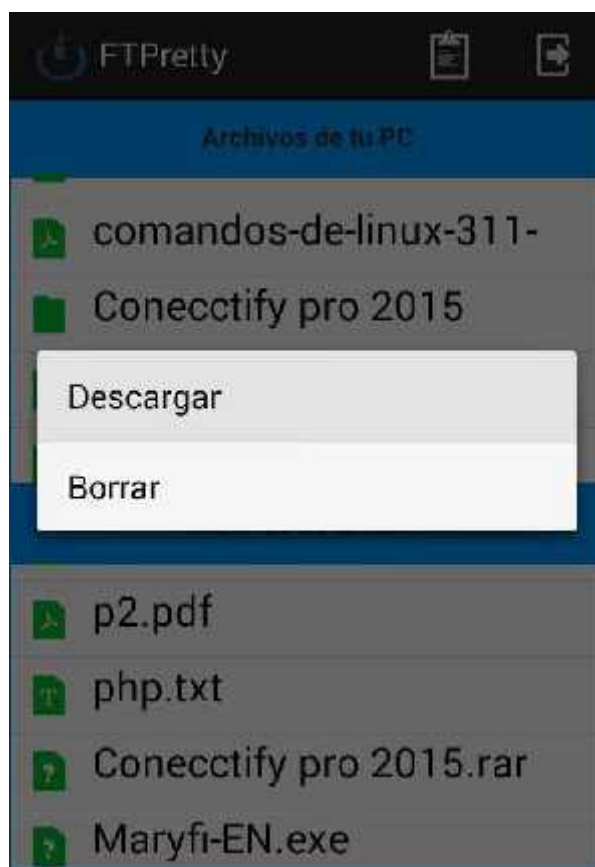 FTPretty
Archivos de tu PC
comandos-de-linux-311-
Conecctify pro 2015
Descargar
Borrar
p2.pdf
php.txt
Conecctify pro 2015.rar
Maryfi-EN.exe